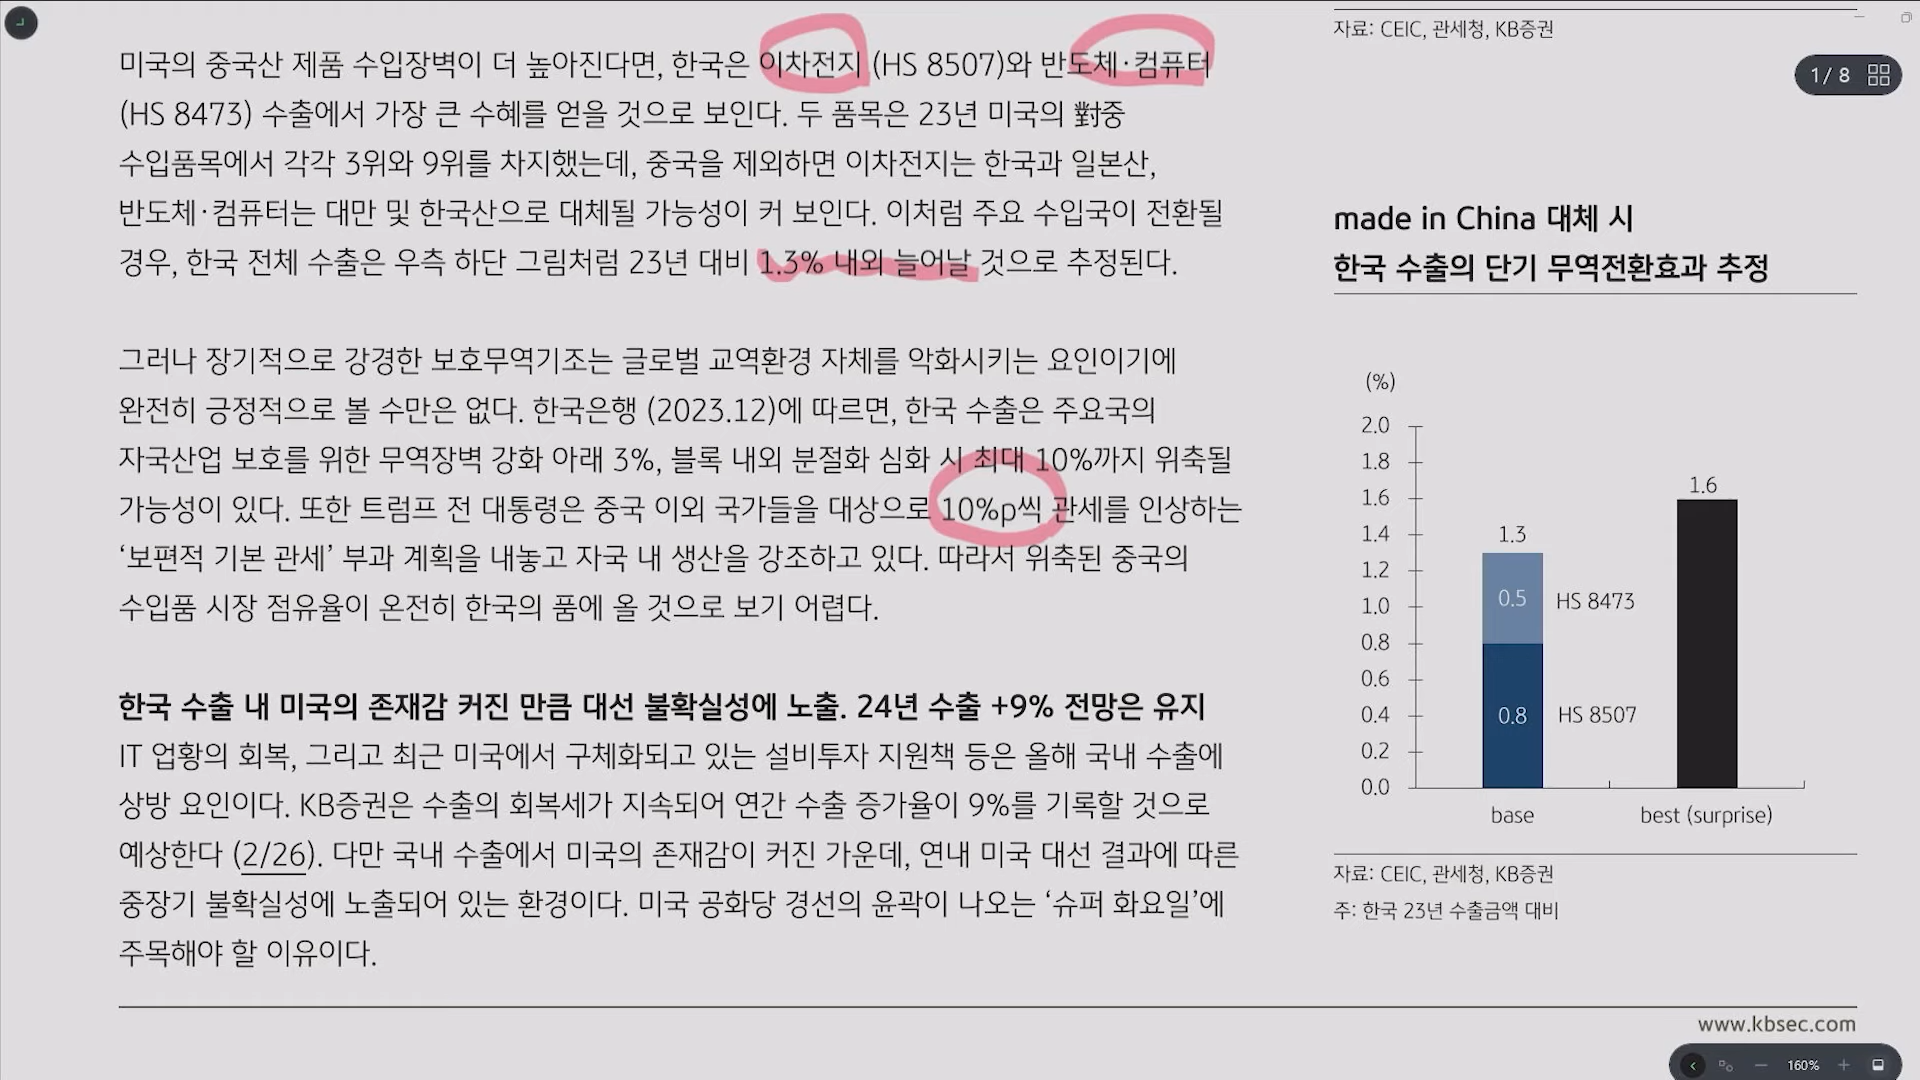 자료: CEIC, 관세청, KB증권
1 / 8
미국의 중국산 제품 수입장벽이 더 높아진다면, 한국은 이차전지 (HS 8507)와 반도체·컴퓨터
(HS 8473) 수출에서 가장 큰 수혜를 얻을 것으로 보인다. 두 품목은 23년 미국의 對중
수입품목에서 각각 3위와 9위를 차지했는데, 중국을 제외하면 이차전지는 한국과 일본산,
반도체·컴퓨터는 대만 및 한국산으로 대체될 가능성이 커 보인다. 이처럼 주요 수입국이 전환될
경우, 한국 전체 수출은 우측 하단 그림처럼 23년 대비 1.3% 내외 늘어날 것으로 추정된다.
그러나 장기적으로 강경한 보호무역기조는 글로벌 교역환경 자체를 악화시키는 요인이기에
완전히 긍정적으로 볼 수만은 없다. 한국은행 (2023.12)에 따르면, 한국 수출은 주요국의
자국산업 보호를 위한 무역장벽 강화 아래 3%, 블록 내외 분절화 심화 시 최대 10%까지 위축될
가능성이 있다. 또한 트럼프 전 대통령은 중국 이외 국가들을 대상으로 10%p씩 관세를 인상하는
‘보편적 기본 관세’ 부과 계획을 내놓고 자국 내 생산을 강조하고 있다. 따라서 위축된 중국의
수입품 시장 점유율이 온전히 한국의 품에 올 것으로 보기 어렵다.
한국 수출 내 미국의 존재감 커진 만큼 대선 불확실성에 노출. 24년 수출 +9% 전망은 유지
IT 업황의 회복, 그리고 최근 미국에서 구체화되고 있는 설비투자 지원책 등은 올해 국내 수출에
상방 요인이다. KB증권은 수출의 회복세가 지속되어 연간 수출 증가율이 9%를 기록할 것으로
예상한다 (2/26). 다만 국내 수출에서 미국의 존재감이 커진 가운데, 연내 미국 대선 결과에 따른
중장기 불확실성에 노출되어 있는 환경이다. 미국 공화당 경선의 윤곽이 나오는 ‘슈퍼 화요일’에
주목해야 할 이유이다.
made in China 대체 시
한국 수출의 단기 무역전환효과 추정
(%)
2.0
1.8
1.6
1.4
1.2
1.0
0.8
0.6
0.4
0.2
0.0
1.3
0.5
HS 8473
0.8
HS 8507
1.6
base
best (surprise)
자료: CEIC, 관세청, KB증권
주: 한국 23년 수출금액 대비
www.kbsec.com
160%